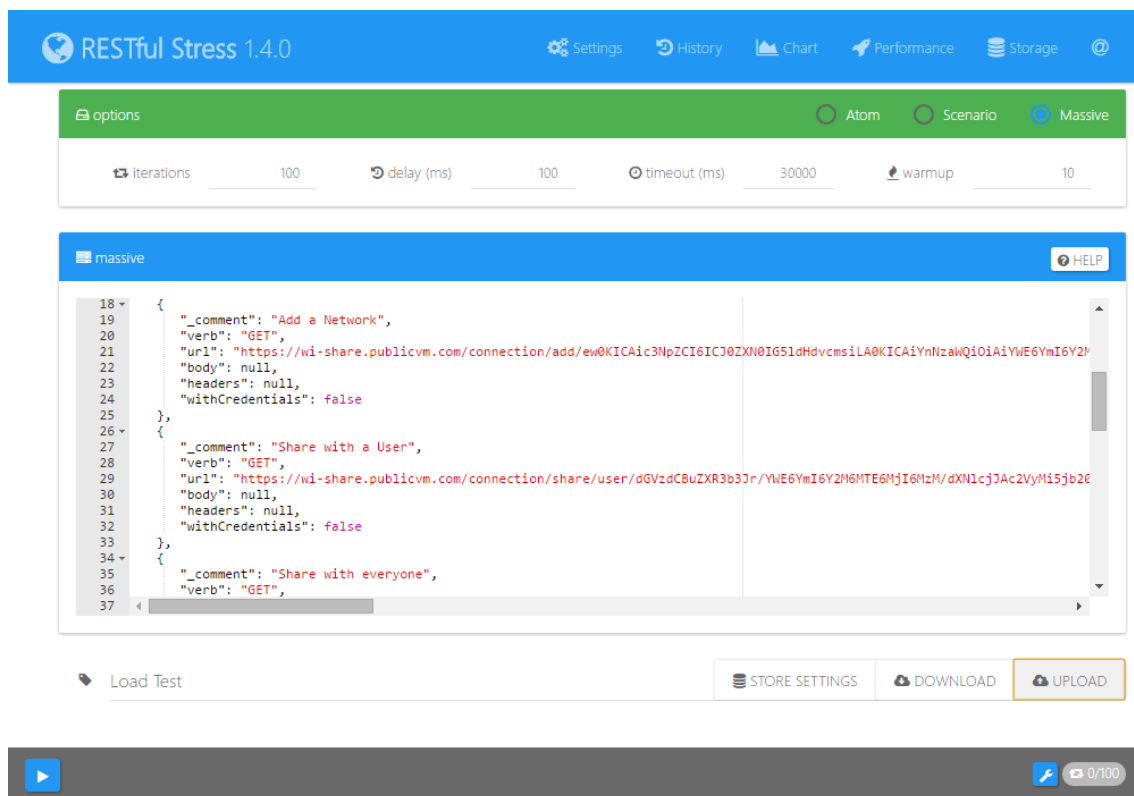 RESTful Stress 1.4.0 Settings History Chart Performance Storage @
options Atom Scenario Massive
iterations 100 delay (ms) 100 timeout (ms) 30000 warmup 10
massive HELP
18 {
19 "_comment": "Add a Network",
20 "verb": "GET",
21 "url": "https://wi-share.publicvm.com/connection/add/ew0KICAic3NpZCI6ICJ0ZXN0IG5ldHdvcmsiLA0KICAiYnNzaWQiOiAiYWE6YmI6Y2M
22 "body": null,
23 "headers": null,
24 "withCredentials": false
25 },
26 {
27 "_comment": "Share with a User",
28 "verb": "GET",
29 "url": "https://wi-share.publicvm.com/connection/share/user/dGVzdCBuZXR3b3Jr/YWE6YmI6Y2M6MTE6MjI6MzM/dXNlcjJAc2VyMi5jb20
30 "body": null,
31 "headers": null,
32 "withCredentials": false
33 },
34 {
35 "_comment": "Share with everyone",
36 "verb": "GET",
37
Load Test STORE SETTINGS DOWNLOAD UPLOAD
0/100